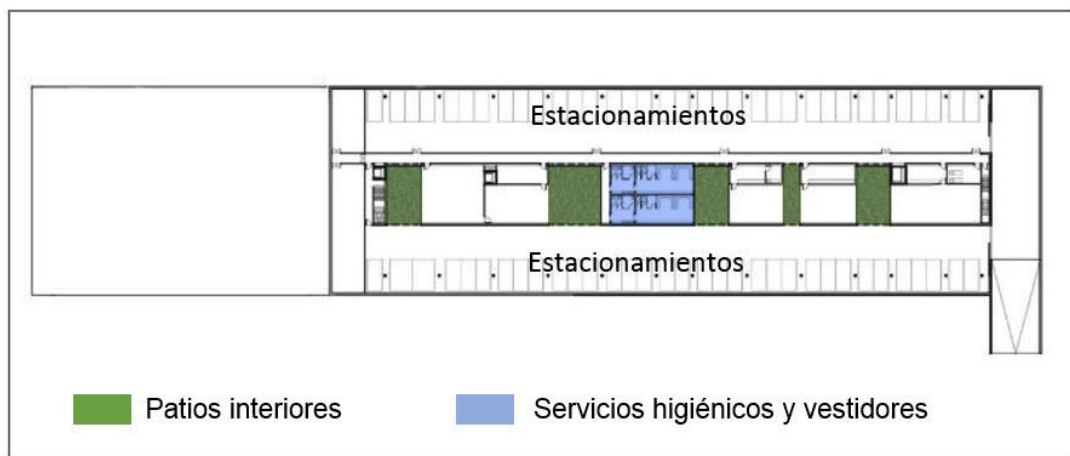 Estacionamientos
Estacionamientos
Patios interiores
Servicios higiénicos y vestidores